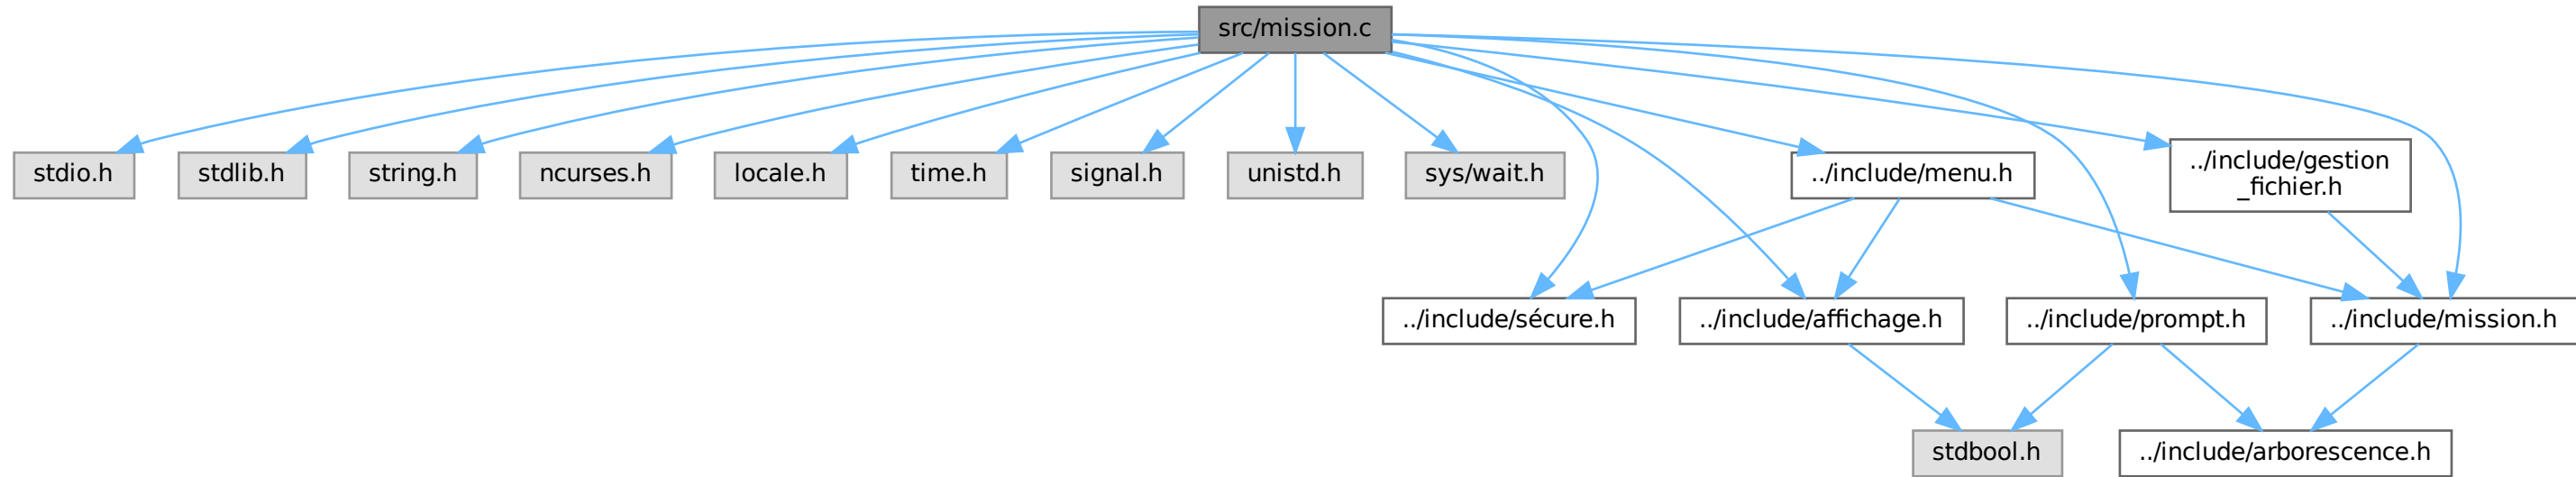 src/mission.c
stdio.h
stdlib.h
string.h
ncurses.h
locale.h
time.h
signal.h
unistd.h
sys/wait.h
../include/menu.h
../include/gestion
_fichier.h
../include/sécure.h
../include/affichage.h
../include/prompt.h
../include/mission.h
stdbool.h
../include/arborescence.h